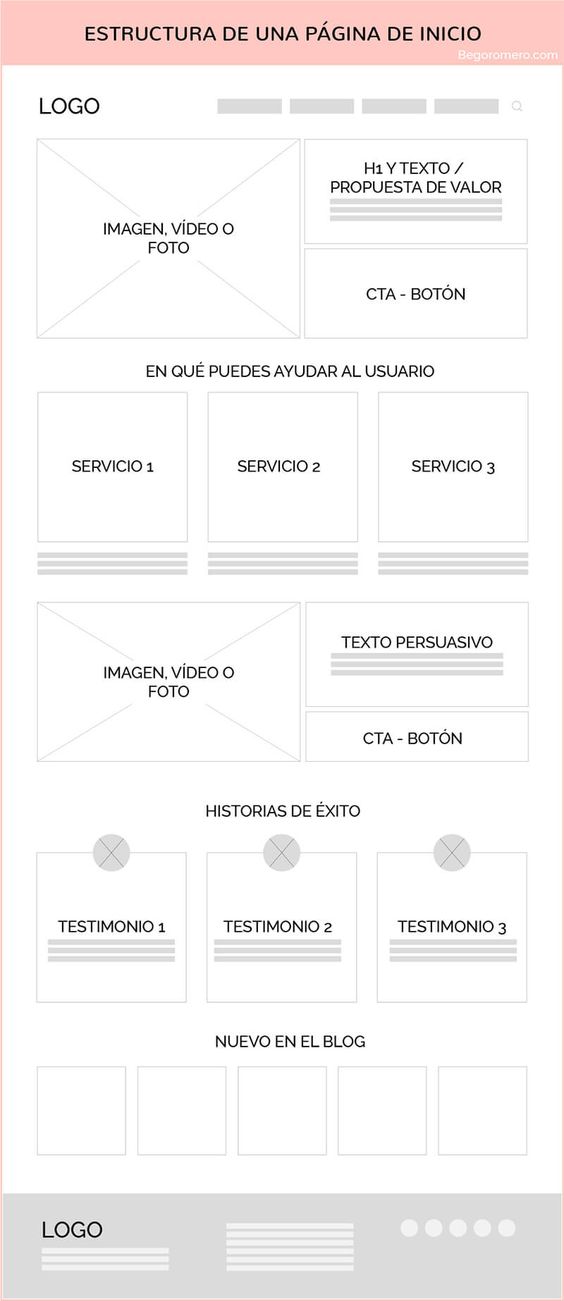 ESTRUCTURA DE UNA PÁGINA DE INICIO
Begoromero.com
LOGO
IMAGEN, VÍDEO O
FOTO
H1 Y TEXTO /
PROPUESTA DE VALOR
CTA - BOTÓN
EN QUÉ PUEDES AYUDAR AL USUARIO
SERVICIO 1
SERVICIO 2
SERVICIO 3
IMAGEN, VÍDEO O
FOTO
TEXTO PERSUASIVO
CTA - BOTÓN
HISTORIAS DE ÉXITO
TESTIMONIO 1
TESTIMONIO 2
TESTIMONIO 3
NUEVO EN EL BLOG
LOGO